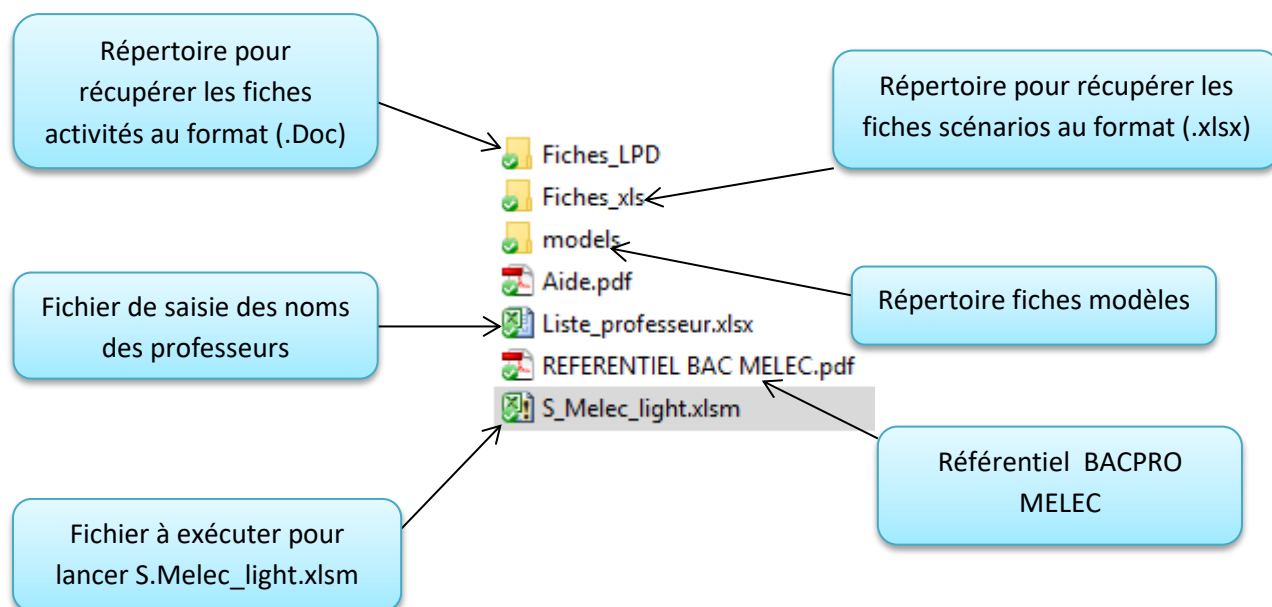 Répertoire pour
récupérer les fiches
activités au format (.Doc)
Répertoire pour récupérer les
fiches scénarios au format (.xlsx)
Fiches_LPD
Fiches_xls
models
Aide.pdf
Liste_professeur.xlsx
REFERENTIEL BAC MELEC.pdf
S_Melec_light.xlsm
Fichier de saisie des noms
des professeurs
Répertoire fiches modèles
Référentiel BACPRO
MELEC
Fichier à exécuter pour
lancer S.Melec_light.xlsm